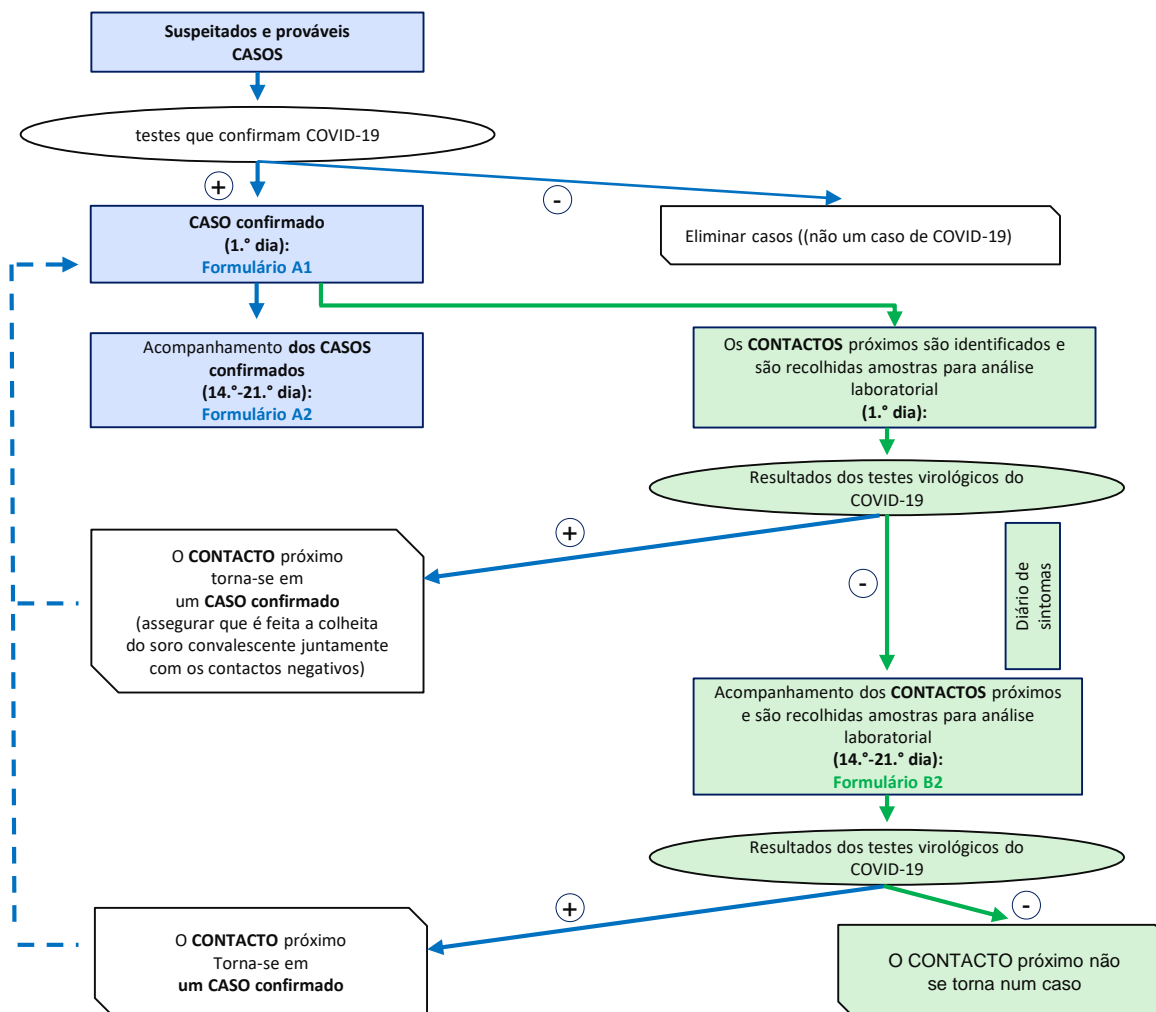 Suspeitados e prováveis
CASOS
testes que confirmam COVID-19
+
-
CASO confirmado
(1.° dia):
Formulário A1
Eliminar casos ((não um caso de COVID-19)
Acompanhamento dos CASOS
confirmados
(14.°-21.° dia):
Formulário A2
Os CONTACTOS próximos são identificados e
são recolhidas amostras para análise
laboratorial
(1.° dia):
Resultados dos testes virológicos do
COVID-19
+
-
O CONTACTO próximo
torna-se em
um CASO confirmado
(assegurar que é feita a colheita
do soro convalescente juntamente
com os contactos negativos)
Diário de
sintomas
Acompanhamento dos CONTACTOS próximos
e são recolhidas amostras para análise
laboratorial
(14.°-21.° dia):
Formulário B2
Resultados dos testes virológicos do
COVID-19
+
-
O CONTACTO próximo
Torna-se em
um CASO confirmado
O CONTACTO próximo não
se torna num caso